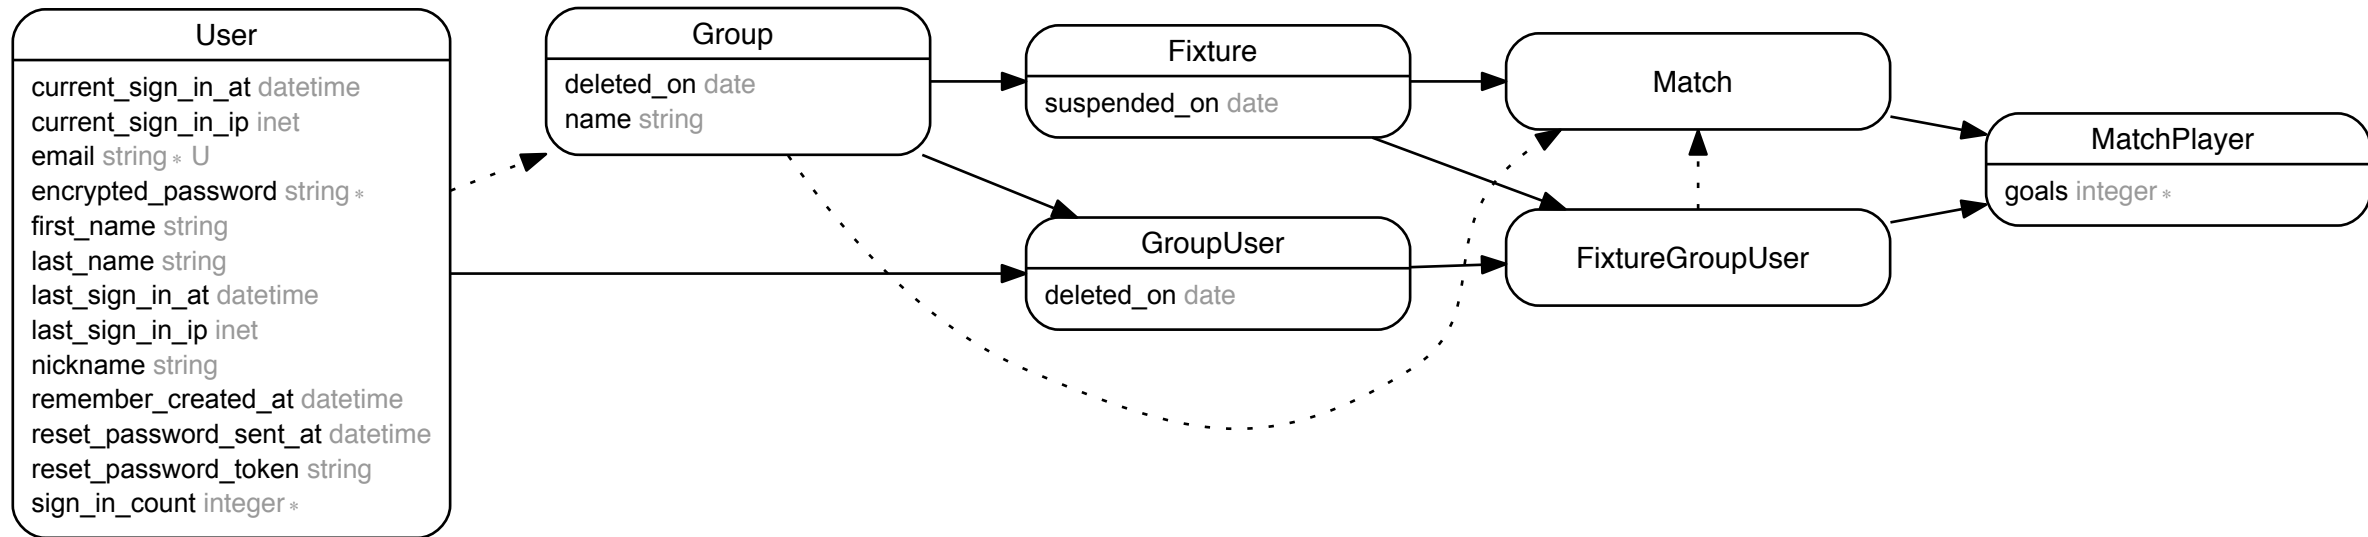 User
current_sign_in_at datetime
current_sign_in_ip inet
email string* U
encrypted_password string*
first_name string
last_name string
last_sign_in_at datetime
last_sign_in_ip inet
nickname string
remember_created_at datetime
reset_password_sent_at datetime
reset_password_token string
sign_in_count integer*
Group
deleted_on date
name string
Fixture
suspended_on date
GroupUser
deleted_on date
Match
FixtureGroupUser
MatchPlayer
goals integer*